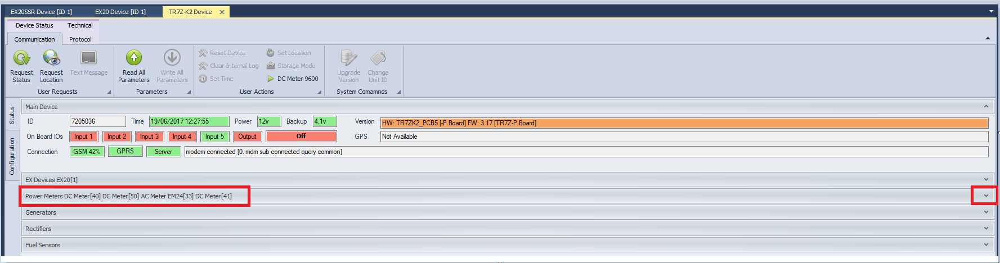 EX20SSR Device [ID 1] EX20 Device [ID 1] TR7Z-K2 Device
Device Status Technical
Communication Protocol
Request Status
Request Location
Text Message
User Requests
Read All Parameters
Write All Parameters
Parameters
Reset Device
Clear Internal Log
Set Time
Set Location
Storage Mode
DC Meter 9600
User Actions
Upgrade Version
Change Unit ID
System Comamnds
Status
Configuration
Main Device
ID 7205036 Time 19/06/2017 12:27:55 Power 12v Backup 4.1v Version HW: TR7ZK2_PCB5 [-P Board] FW: 3.17 [TR7Z-P Board]
On Board IOs Input 1 Input 2 Input 3 Input 4 Input 5 Output Off GPS Not Available
Connection GSM 42% GPRS Server modem connected [0. mdm sub connected query common]
EX Devices EX20[1]
Power Meters DC Meter[40] DC Meter[50] AC Meter EM24[33] DC Meter[41]
Generators
Rectifiers
Fuel Sensors